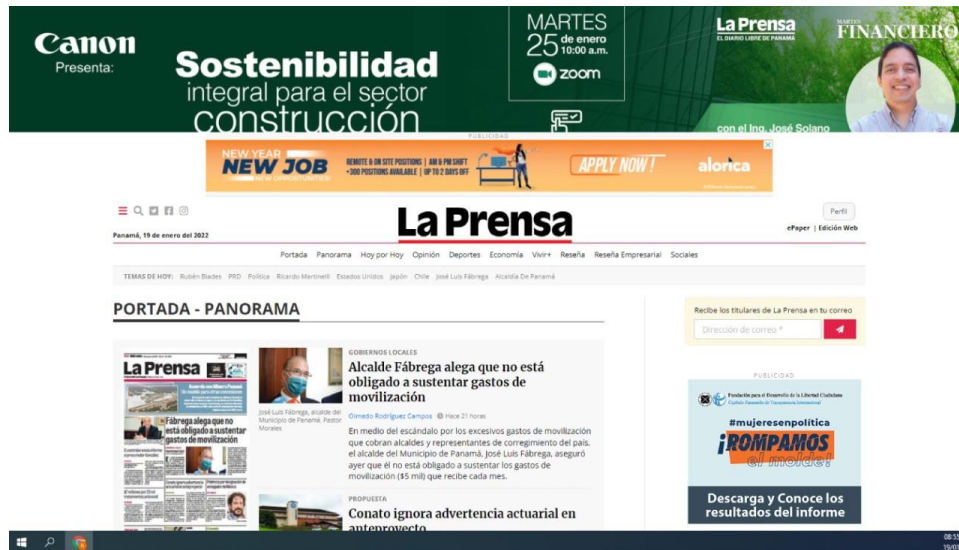 Canon
Presenta:
Sostenibilidad
integral para el sector
construcción
MARTES
25 de enero
10:00 a.m.
zoom
La Prensa
EL DIARIO LIBRE DE PANAMÁ
MARTES
FINANCIERO
con el Ing. José Solano
PUBLICIDAD
NEW YEAR
NEW JOB
NEW OPPORTUNITY
REMOTE & ON SITE POSITIONS | AM & PM SHIFT
+300 POSITIONS AVAILABLE | UP TO 2 DAYS OFF
APPLY NOW !
alorica
Panamá, 19 de enero del 2022
La Prensa
Perfil
ePaper | Edición Web
Portada Panorama Hoy por Hoy Opinión Deportes Economía Vivir+ Reseña Reseña Empresarial Sociales
TEMAS DE HOY: Rubén Blades PRD Política Ricardo Martinelli Estados Unidos Japón Chile José Luis Fábrega Alcaldía De Panamá
PORTADA - PANORAMA
La Prensa
Fábrega alega que no
está obligado a sustentar
gastos de movilización
José Luis Fábrega, alcalde del
Municipio de Panamá. Pastor
Morales
GOBIERNOS LOCALES
Alcalde Fábrega alega que no está
obligado a sustentar gastos de
movilización
Olmedo Rodríguez Campos Hace 21 horas
En medio del escándalo por los excesivos gastos de movilización
que cobran alcaldes y representantes de corregimiento del país,
el alcalde del Municipio de Panamá, José Luis Fábrega, aseguró
ayer que él no está obligado a sustentar los gastos de
movilización ($5 mil) que recibe cada mes.
PROPUESTA
Conato ignora advertencia actuarial en
anteproyecto
Recibe los titulares de La Prensa en tu correo
Dirección de correo *
PUBLICIDAD
Fundación para el Desarrollo de la Libertad Ciudadana
Capítulo Panameño de Transparencia Internacional
#mujeresenpolítica
¡ROMPAMOS
el molde!
Descarga y Conoce los
resultados del informe
08:55